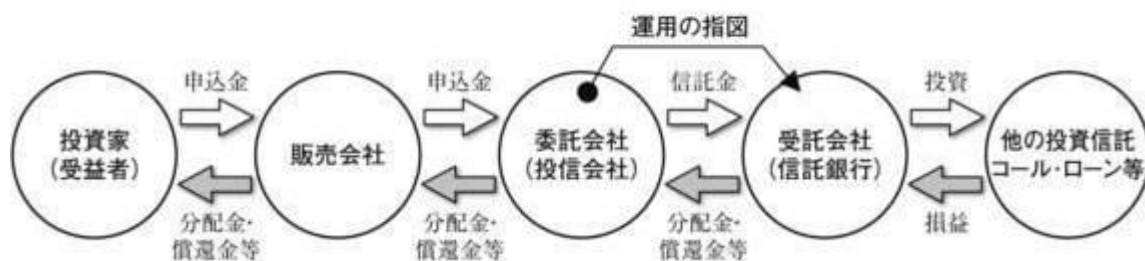 運用の指図
申込金
申込金
信託金
投資
投資家
(受益者)
販売会社
委託会社
(投信会社)
受託会社
(信託銀行)
他の投資信託
コール・ローン等
分配金・
償還金等
分配金・
償還金等
分配金・
償還金等
損益